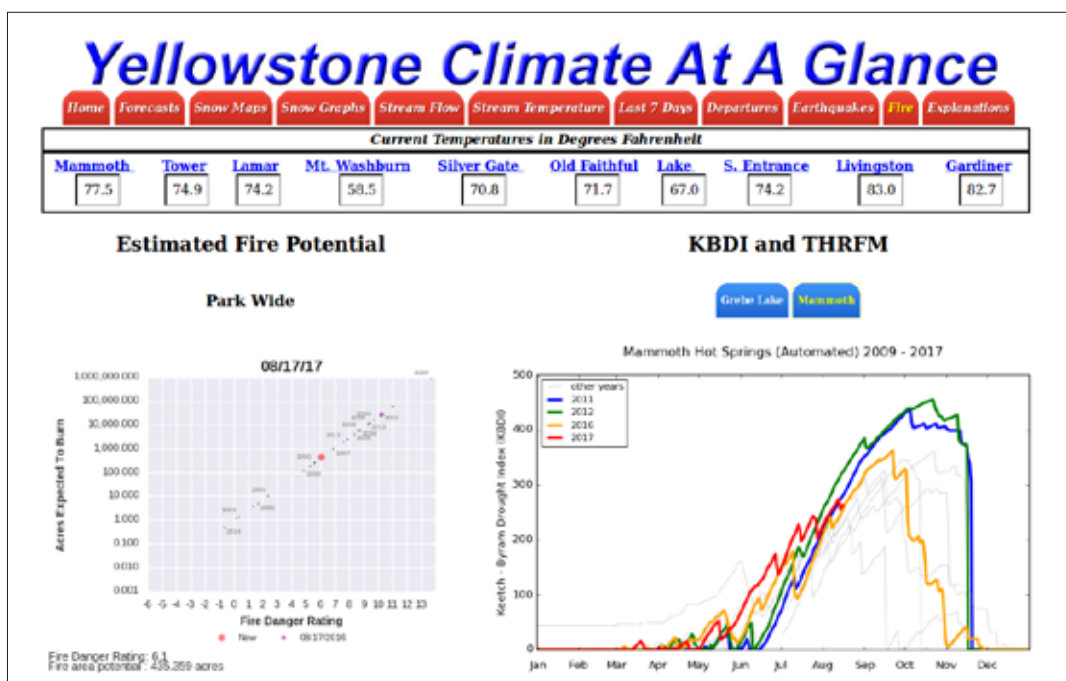 Yellowstone Climate At A Glance
Home Forecasts Snow Maps Snow Graphs Stream Flow Stream Temperature Last 7 Days Departures Earthquakes Fire Explanations
Current Temperatures in Degrees Fahrenheit
Mammoth Tower Lamar Mt. Washburn Silver Gate Old Faithful Lake S. Entrance Livingston Gardiner
77.5 74.9 74.2 58.5 70.8 71.7 67.0 74.2 83.0 82.7
Estimated Fire Potential
Park Wide
08/17/17
Acres Expected To Burn
1,000,000.000
100,000.000
10,000.000
1,000.000
100.000
10.000
1.000
0.100
0.010
0.001
-6 -5 -4 -3 -2 -1 0 1 2 3 4 5 6 7 8 9 10 11 12 13
Fire Danger Rating
New 08/17/2016
Fire Danger Rating: 6.1
Fire area potential : 435.359 acres
KBDI and THRFM
Grebe Lake Mammoth
Mammoth Hot Springs (Automated) 2009 - 2017
Keetch - Byram Drought Index (KBDI)
500
400
300
200
100
0
other years
2011
2012
2016
2017
Jan Feb Mar Apr May Jun Jul Aug Sep Oct Nov Dec